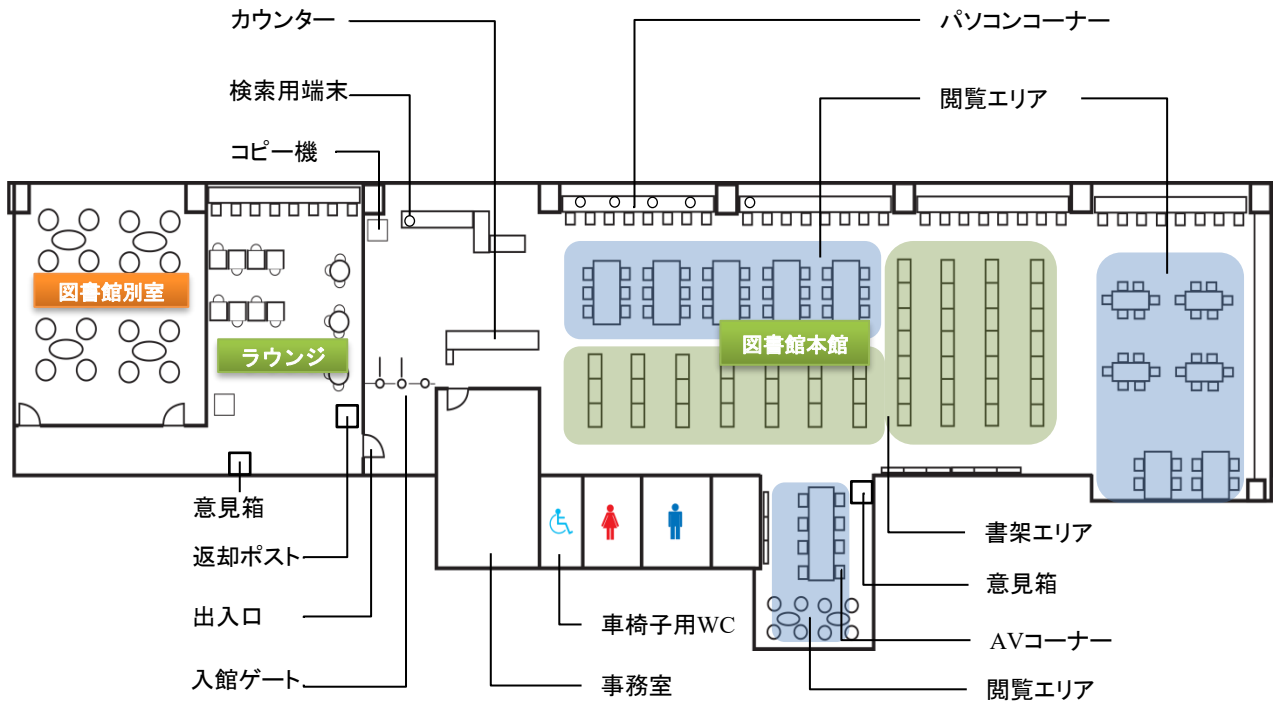 カウンター
パソコンコーナー
検索用端末
閲覧エリア
コピー機
図書館別室
図書館本館
ラウンジ
意見箱
書架エリア
返却ポスト
意見箱
出入口
車椅子用WC
AVコーナー
入館ゲート
事務室
閲覧エリア